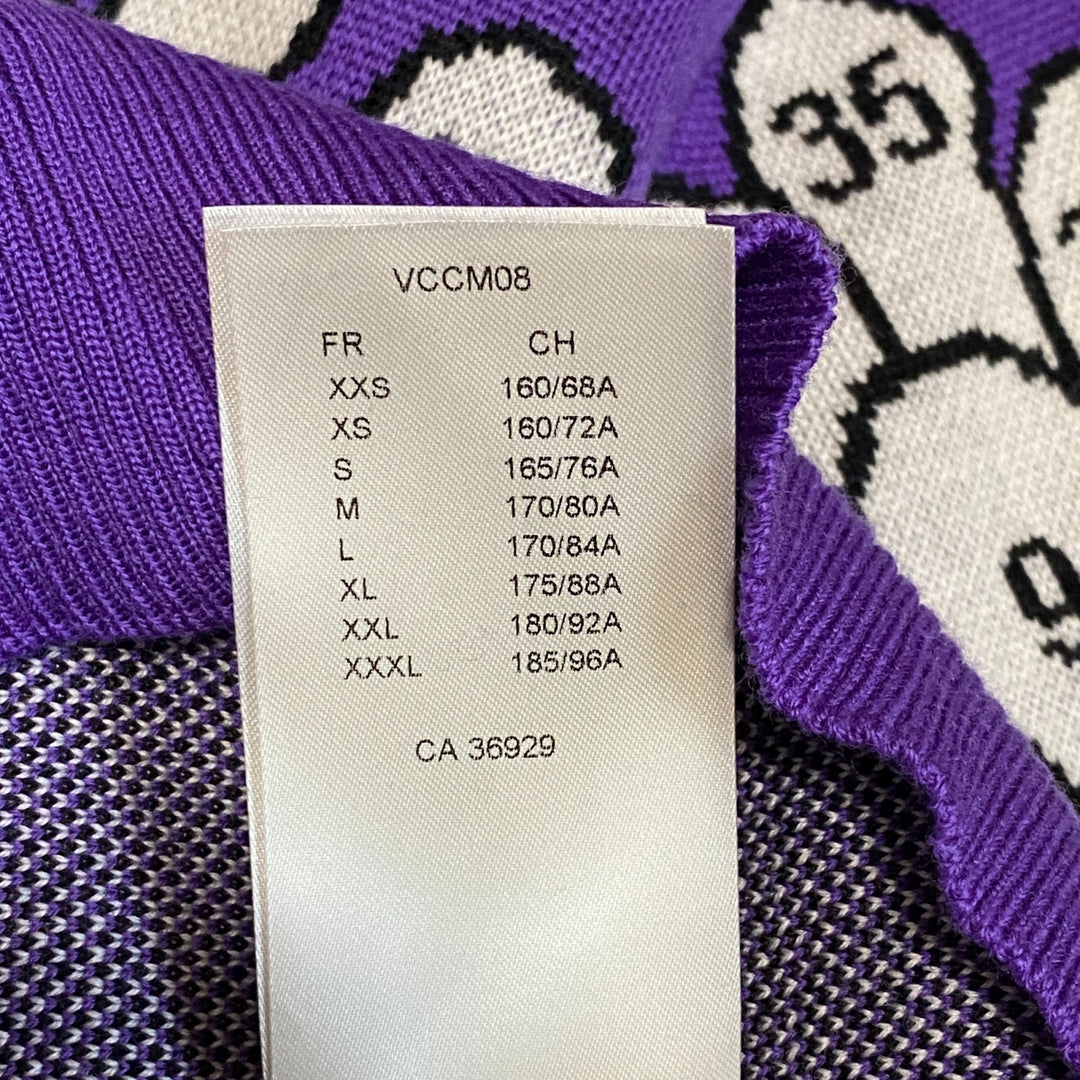 35
VCCM08
FR CH
XXS 160/68A
XS 160/72A
S 165/76A
M 170/80A
L 170/84A
XL 175/88A
XXL 180/92A
XXXL 185/96A
CA 36929